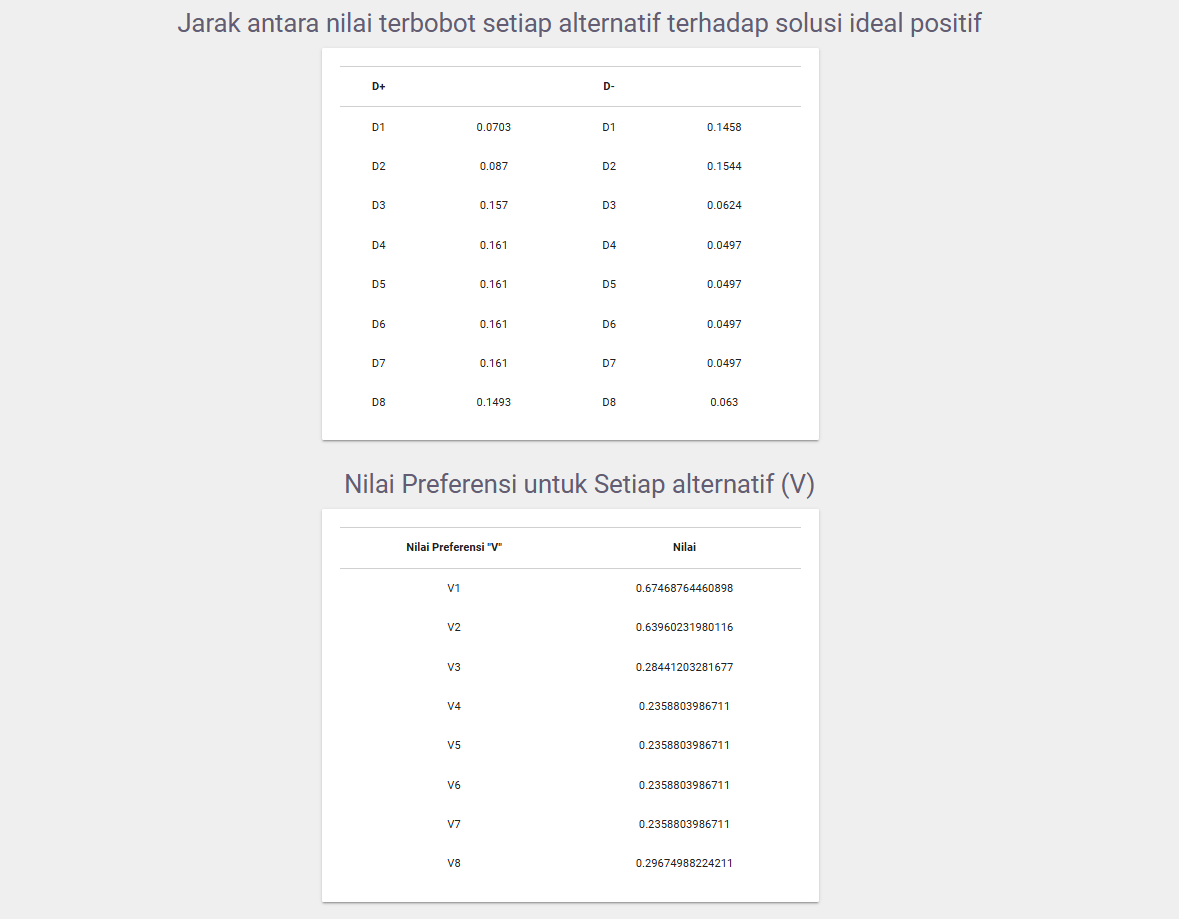 Jarak antara nilai terbobot setiap alternatif terhadap solusi ideal positif
D+ D-
D1 0.0703 D1 0.1458
D2 0.087 D2 0.1544
D3 0.157 D3 0.0624
D4 0.161 D4 0.0497
D5 0.161 D5 0.0497
D6 0.161 D6 0.0497
D7 0.161 D7 0.0497
D8 0.1493 D8 0.063
Nilai Preferensi untuk Setiap alternatif (V)
Nilai Preferensi "V" Nilai
V1 0.67468764460898
V2 0.63960231980116
V3 0.28441203281677
V4 0.2358803986711
V5 0.2358803986711
V6 0.2358803986711
V7 0.2358803986711
V8 0.29674988224211